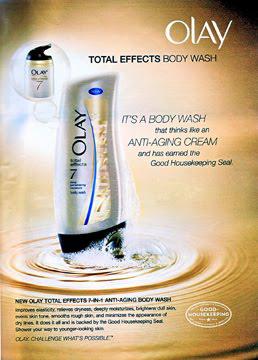 OLAY
TOTAL EFFECTS BODY WASH
OLAY
7
IT'S A BODY WASH
that thinks like an
ANTI-AGING CREAM
and has earned the
Good Housekeeping Seal.
OLAY
total
effects
7
body wash
NEW OLAY TOTAL EFFECTS 7-IN-1 ANTI-AGING BODY WASH
Improves elasticity, relieves dryness, deeply moisturizes, brightens dull skin,
evens skin tone, smooths rough skin, and minimizes the appearance of
dry lines. It does it all and is backed by the Good Housekeeping Seal.
Shower your way to younger-looking skin.
OLAY. CHALLENGE WHAT'S POSSIBLE.™
GOOD
HOUSEKEEPING